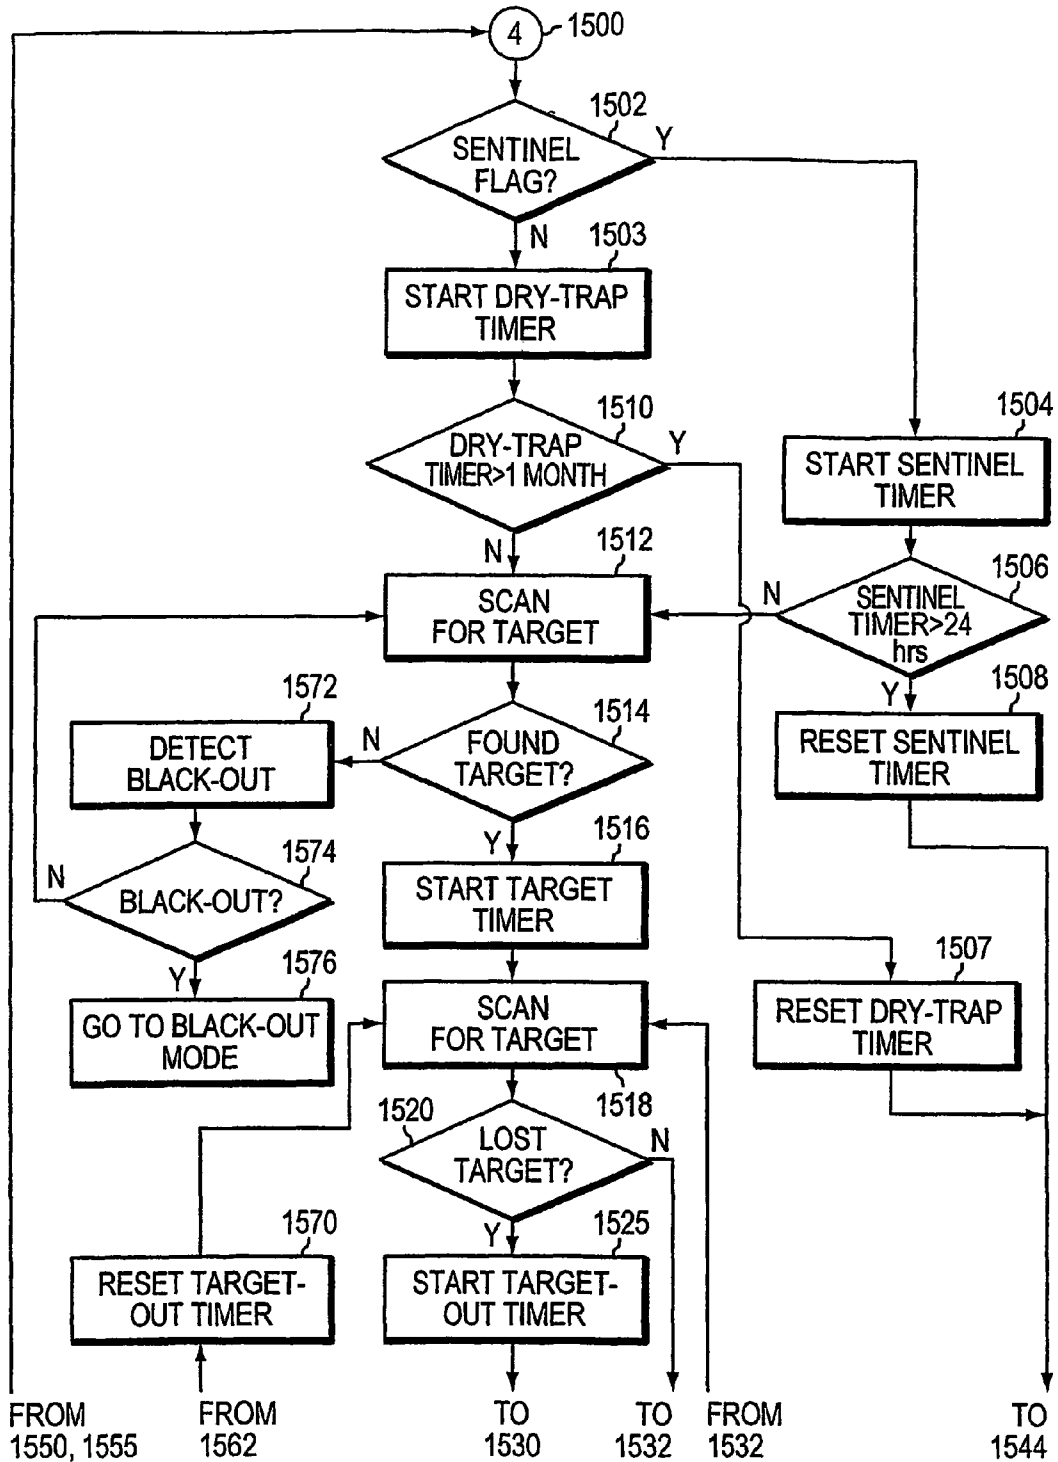 4
1500
1502
SENTINEL
FLAG?
Y
N
1503
START DRY-TRAP
TIMER
1510
DRY-TRAP
TIMER>1 MONTH
Y
N
1504
START SENTINEL
TIMER
1512
SCAN
FOR TARGET
N
1506
SENTINEL
TIMER>24
hrs
Y
1508
RESET SENTINEL
TIMER
1572
DETECT
BLACK-OUT
N
1514
FOUND
TARGET?
Y
1574
BLACK-OUT?
N
Y
1516
START TARGET
TIMER
1576
GO TO BLACK-OUT
MODE
SCAN
FOR TARGET
1518
1507
RESET DRY-TRAP
TIMER
1520
LOST
TARGET?
N
Y
1570
RESET TARGET-
OUT TIMER
1525
START TARGET-
OUT TIMER
FROM
1550, 1555
FROM
1562
TO
1530
TO
1532
FROM
1532
TO
1544